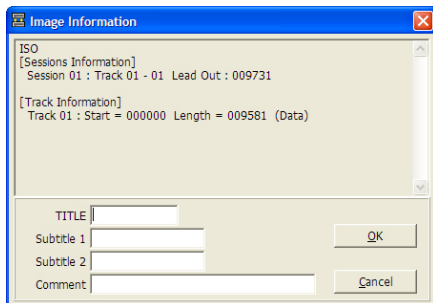 Image Information
ISO
[Sessions Information]
Session 01 : Track 01 - 01 Lead Out : 009731
[Track Information]
Track 01 : Start = 000000 Length = 009581 (Data)
TITLE
Subtitle 1
OK
Subtitle 2
Comment
Cancel